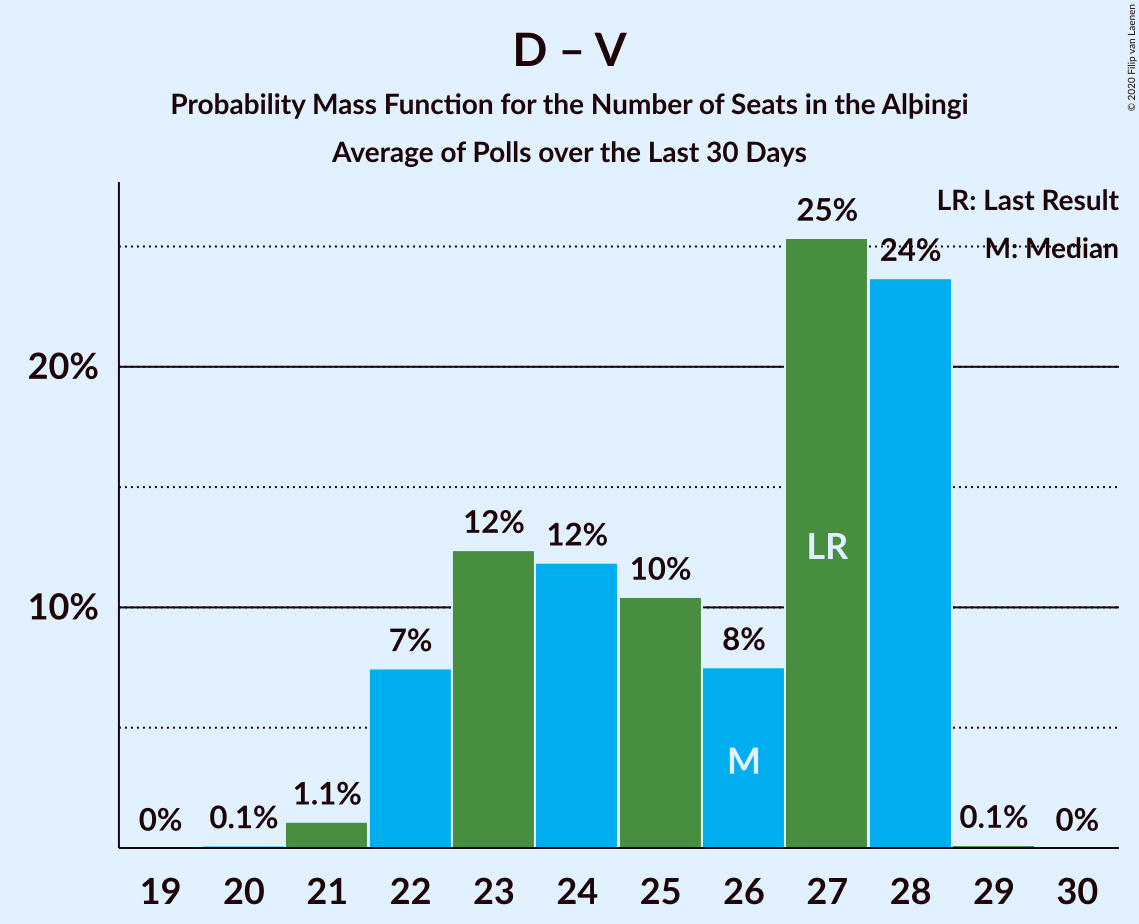 D – V
Probability Mass Function for the Number of Seats in the Alþingi
Average of Polls over the Last 30 Days
© 2020 Filip van Laenen
LR: Last Result
M: Median
20%
10%
0%
0.1%
1.1%
7%
12%
12%
10%
8%
25%
24%
0.1%
0%
LR
M
19 20 21 22 23 24 25 26 27 28 29 30